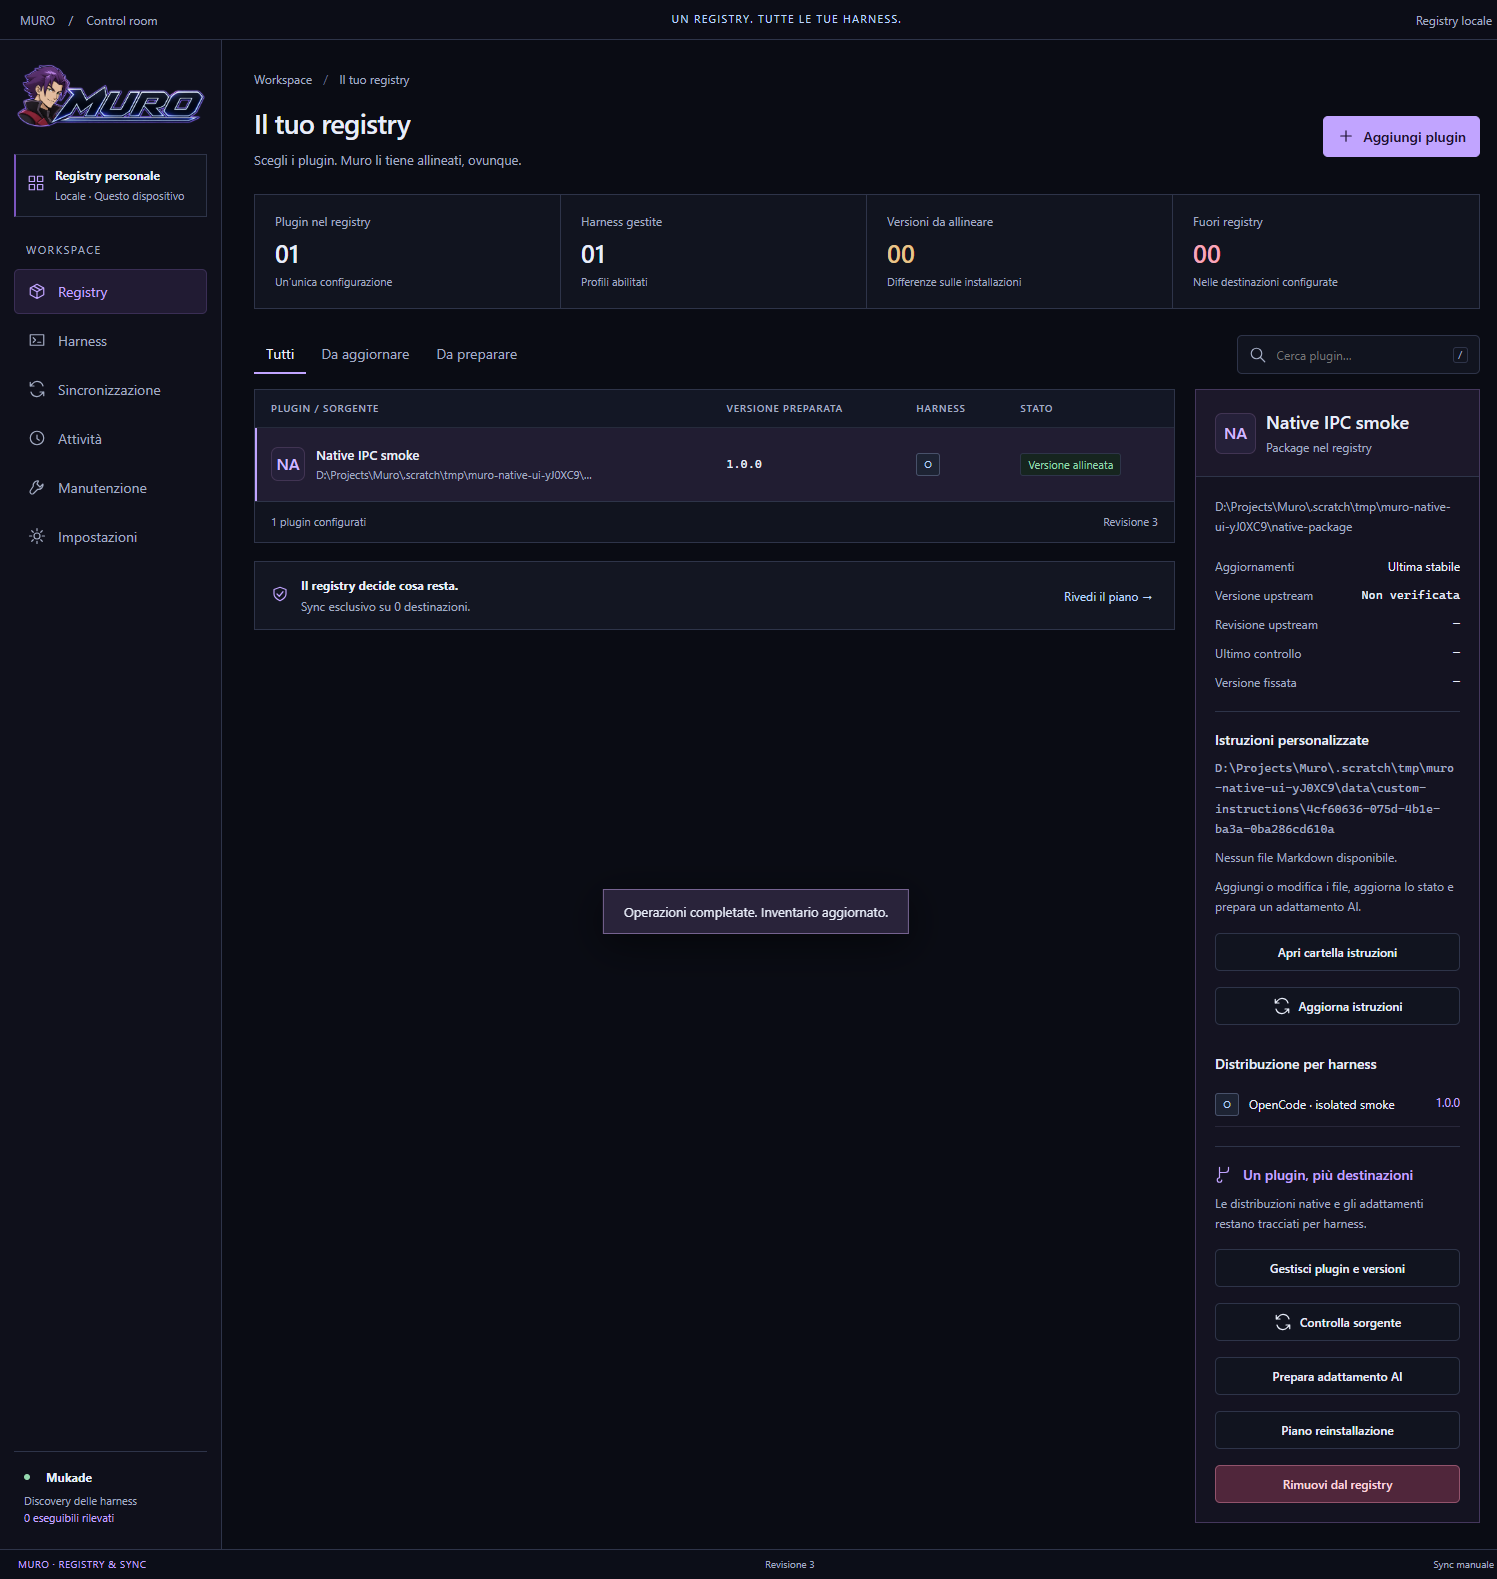 MURO / Control room
UN REGISTRY. TUTTE LE TUE HARNESS.
Registry locale
MURO
Registry personale
Locale · Questo dispositivo
WORKSPACE
Registry
Harness
Sincronizzazione
Attività
Manutenzione
Impostazioni
Mukade
Discovery delle harness
0 eseguibili rilevati
Workspace / Il tuo registry
Il tuo registry
Scegli i plugin. Muro li tiene allineati, ovunque.
+ Aggiungi plugin
Plugin nel registry
01
Un'unica configurazione
Harness gestite
01
Profili abilitati
Versioni da allineare
00
Differenze sulle installazioni
Fuori registry
00
Nelle destinazioni configurate
Tutti Da aggiornare Da preparare
Cerca plugin... /
PLUGIN / SORGENTE VERSIONE PREPARATA HARNESS STATO
NA Native IPC smoke 1.0.0 O Versione allineata
D:\Projects\Muro\.scratch\tmp\muro-native-ui-yJ0XC9\...
1 plugin configurati Revisione 3
Il registry decide cosa resta.
Sync esclusivo su 0 destinazioni.
Rivedi il piano →
Operazioni completate. Inventario aggiornato.
NA Native IPC smoke
Package nel registry
D:\Projects\Muro\.scratch\tmp\muro-native-
ui-yJ0XC9\native-package
Aggiornamenti Ultima stabile
Versione upstream Non verificata
Revisione upstream —
Ultimo controllo —
Versione fissata —
Istruzioni personalizzate
D:\Projects\Muro\.scratch\tmp\muro
-native-ui-yJ0XC9\data\custom-
instructions\4cf60636-075d-4b1e-
ba3a-0ba286cd610a
Nessun file Markdown disponibile.
Aggiungi o modifica i file, aggiorna lo stato e
prepara un adattamento AI.
Apri cartella istruzioni
Aggiorna istruzioni
Distribuzione per harness
O OpenCode · isolated smoke 1.0.0
Un plugin, più destinazioni
Le distribuzioni native e gli adattamenti
restano tracciati per harness.
Gestisci plugin e versioni
Controlla sorgente
Prepara adattamento AI
Piano reinstallazione
Rimuovi dal registry
MURO · REGISTRY & SYNC
Revisione 3
Sync manuale